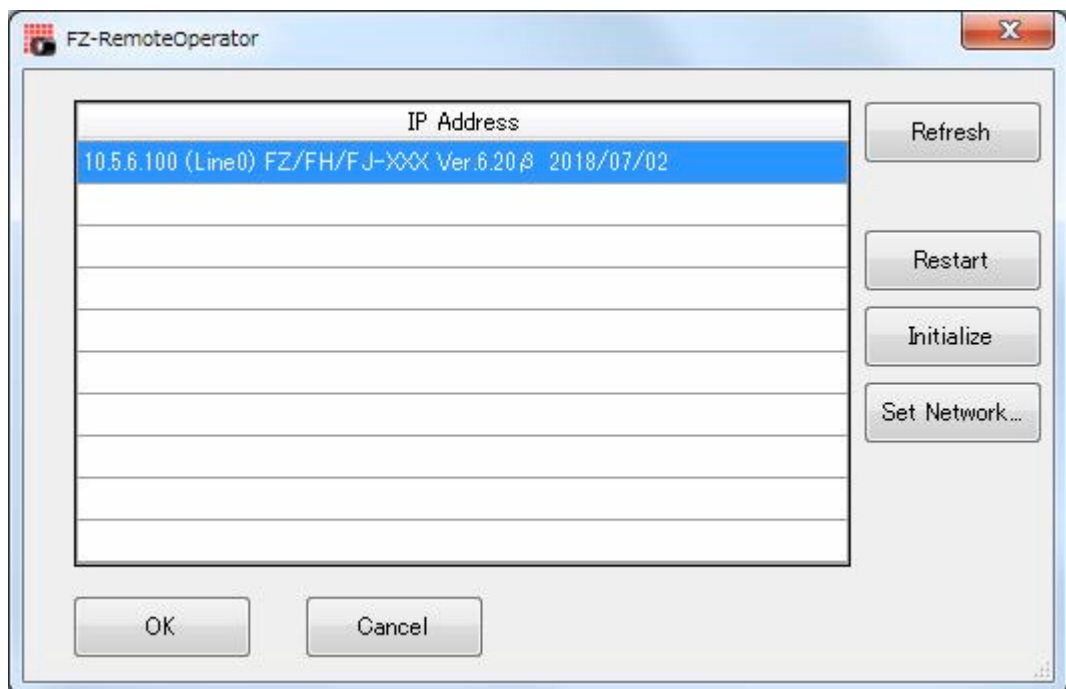 FZ-RemoteOperator
IP Address
10.5.6.100 (Line0) FZ/FH/FJ-XXX Ver.6.20β 2018/07/02
Refresh
Restart
Initialize
Set Network...
OK
Cancel